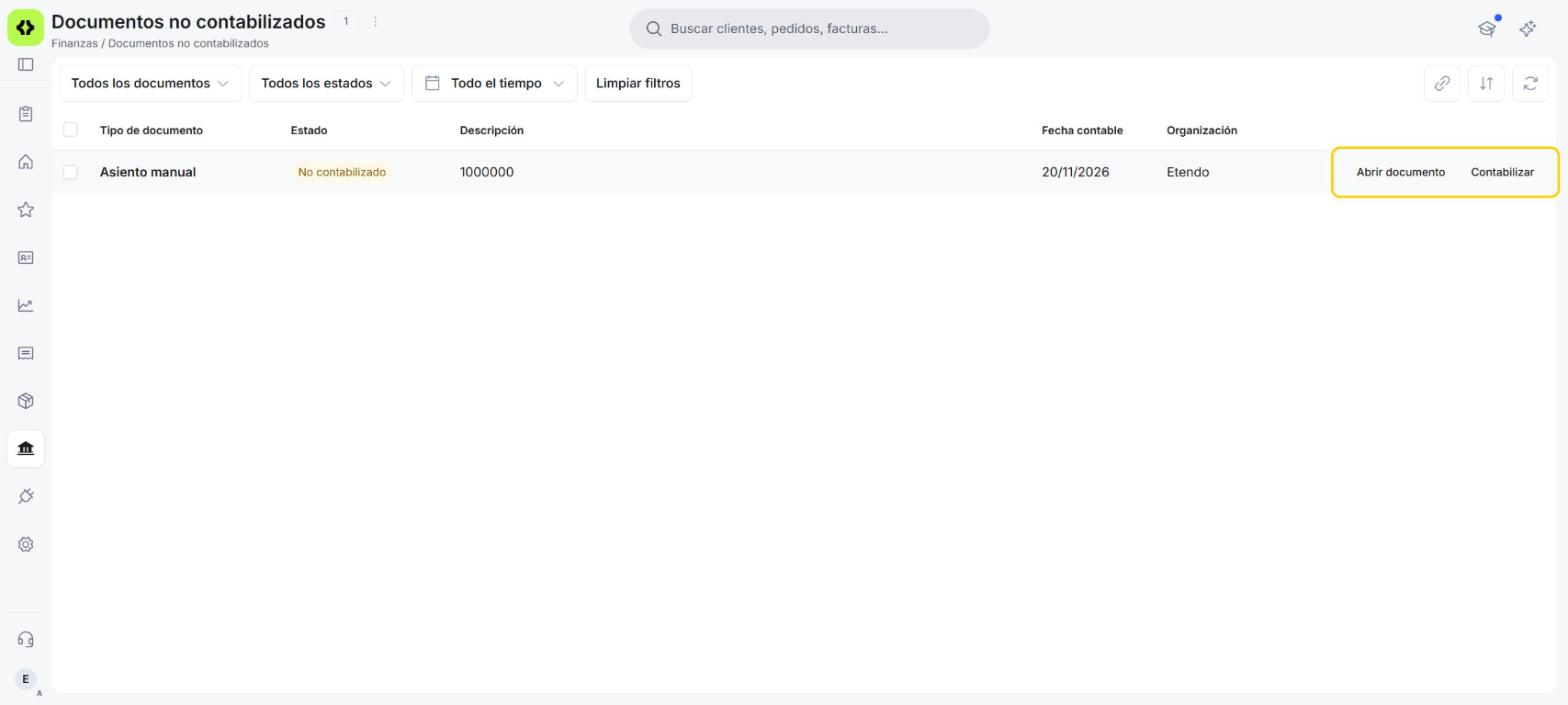 Documentos no contabilizados 1
Finanzas / Documentos no contabilizados
Buscar clientes, pedidos, facturas...
Todos los documentos Todos los estados Todo el tiempo Limpiar filtros
Tipo de documento Estado Descripción Fecha contable Organización
Asiento manual No contabilizado 1000000 20/11/2026 Etendo Abrir documento Contabilizar
E
A